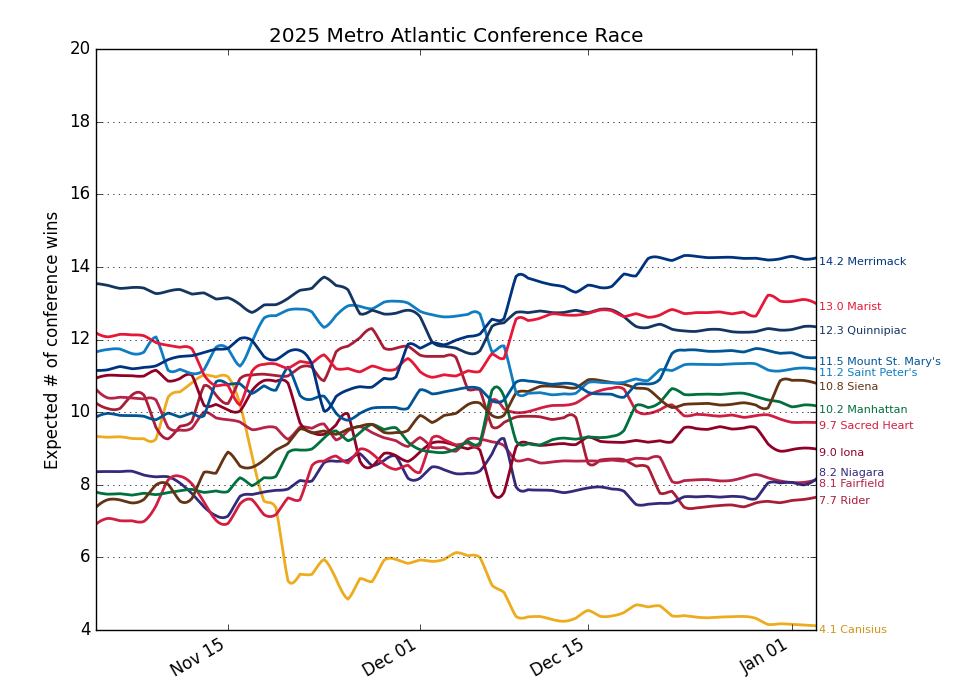 2025 Metro Atlantic Conference Race
Expected # of conference wins
20
18
16
14
12
10
8
6
4
Nov 15
Dec 01
Dec 15
Jan 01
14.2 Merrimack
13.0 Marist
12.3 Quinnipiac
11.5 Mount St. Mary's
11.2 Saint Peter's
10.8 Siena
10.2 Manhattan
9.7 Sacred Heart
9.0 Iona
8.2 Niagara
8.1 Fairfield
7.7 Rider
4.1 Canisius